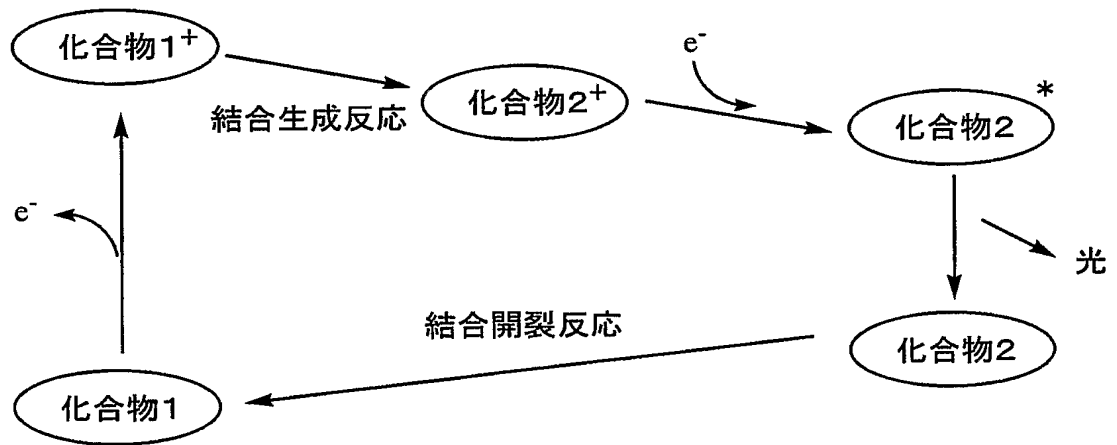 化合物1⁺
結合生成反応
化合物2⁺
e⁻
化合物2*
光
化合物2
結合開裂反応
化合物1
e⁻